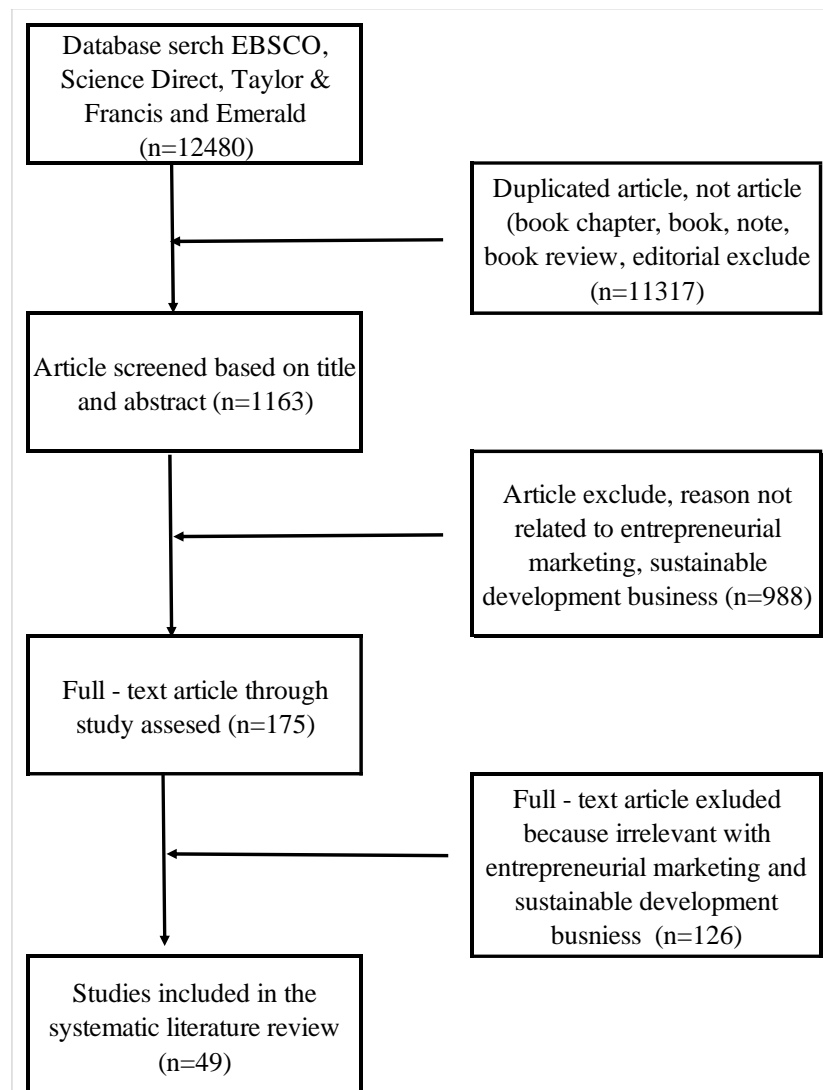 Database serch EBSCO,
Science Direct, Taylor &
Francis and Emerald
(n=12480)
Duplicated article, not article
(book chapter, book, note,
book review, editorial exclude
(n=11317)
Article screened based on title
and abstract (n=1163)
Article exclude, reason not
related to entrepreneurial
marketing, sustainable
development business (n=988)
Full - text article through
study assesed (n=175)
Full - text article exluded
because irrelevant with
entrepreneurial marketing and
sustainable development
busniess (n=126)
Studies included in the
systematic literature review
(n=49)